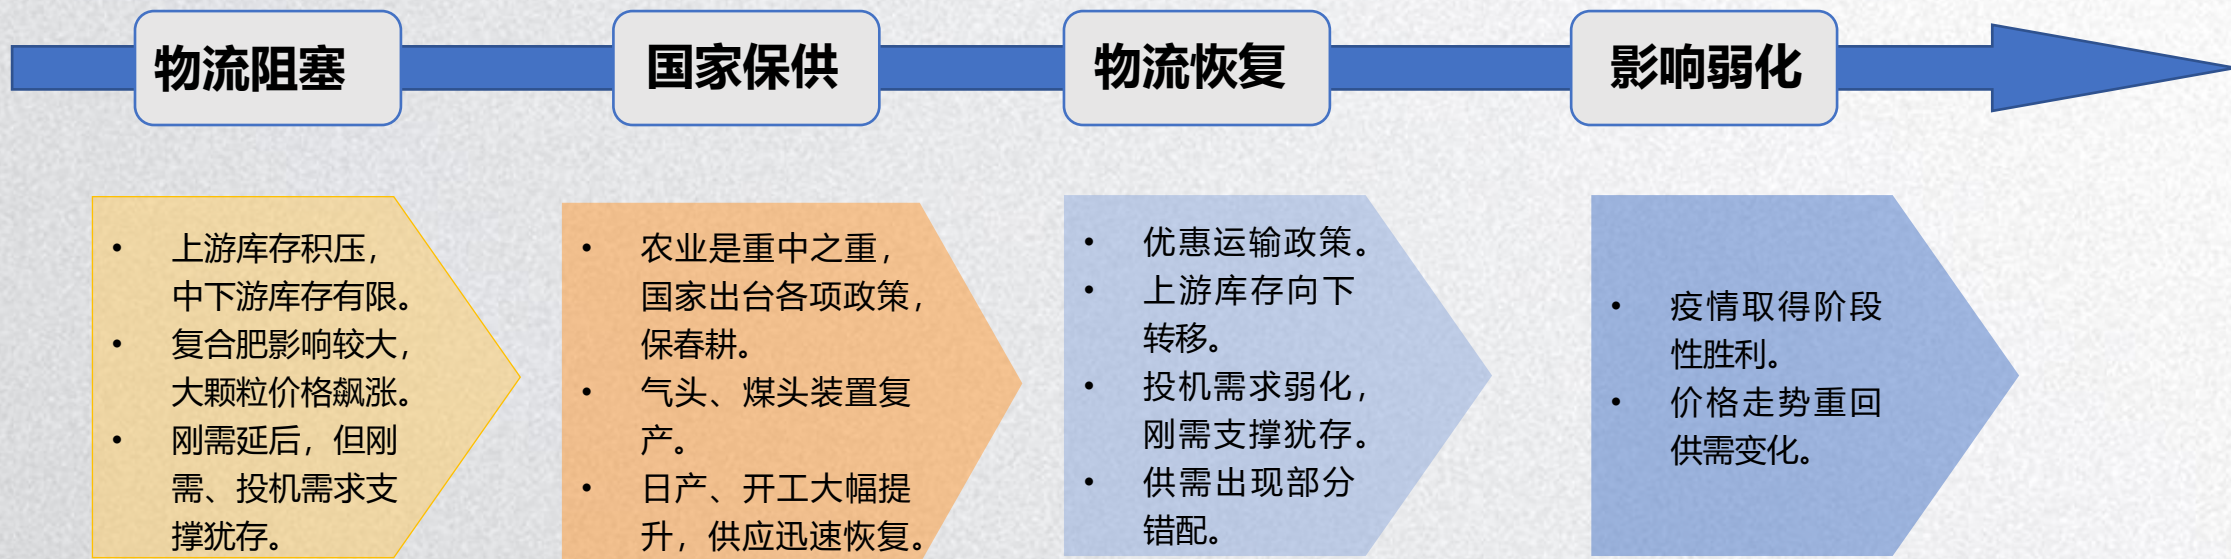 物流阻塞
国家保供
物流恢复
影响弱化
• 上游库存积压，
中下游库存有限。
• 复合肥影响较大，
大颗粒价格飙涨。
• 刚需延后，但刚
需、投机需求支
撑犹存。
• 农业是重中之重，
国家出台各项政策，
保春耕。
• 气头、煤头装置复
产。
• 日产、开工大幅提
升，供应迅速恢复。
• 优惠运输政策。
• 上游库存向下
转移。
• 投机需求弱化，
刚需支撑犹存。
• 供需出现部分
错配。
• 疫情取得阶段
性胜利。
• 价格走势重回
供需变化。